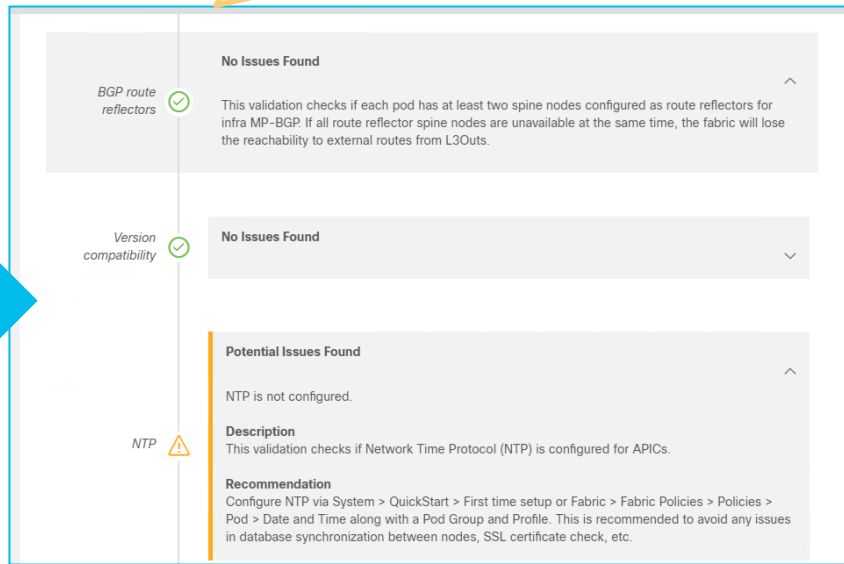 No Issues Found
BGP route
reflectors
This validation checks if each pod has at least two spine nodes configured as route reflectors for
infra MP-BGP. If all route reflector spine nodes are unavailable at the same time, the fabric will lose
the reachability to external routes from L3Outs.
Version
compatibility
No Issues Found
Potential Issues Found
NTP is not configured.
NTP
Description
This validation checks if Network Time Protocol (NTP) is configured for APICs.
Recommendation
Configure NTP via System > QuickStart > First time setup or Fabric > Fabric Policies > Policies >
Pod > Date and Time along with a Pod Group and Profile. This is recommended to avoid any issues
in database synchronization between nodes, SSL certificate check, etc.